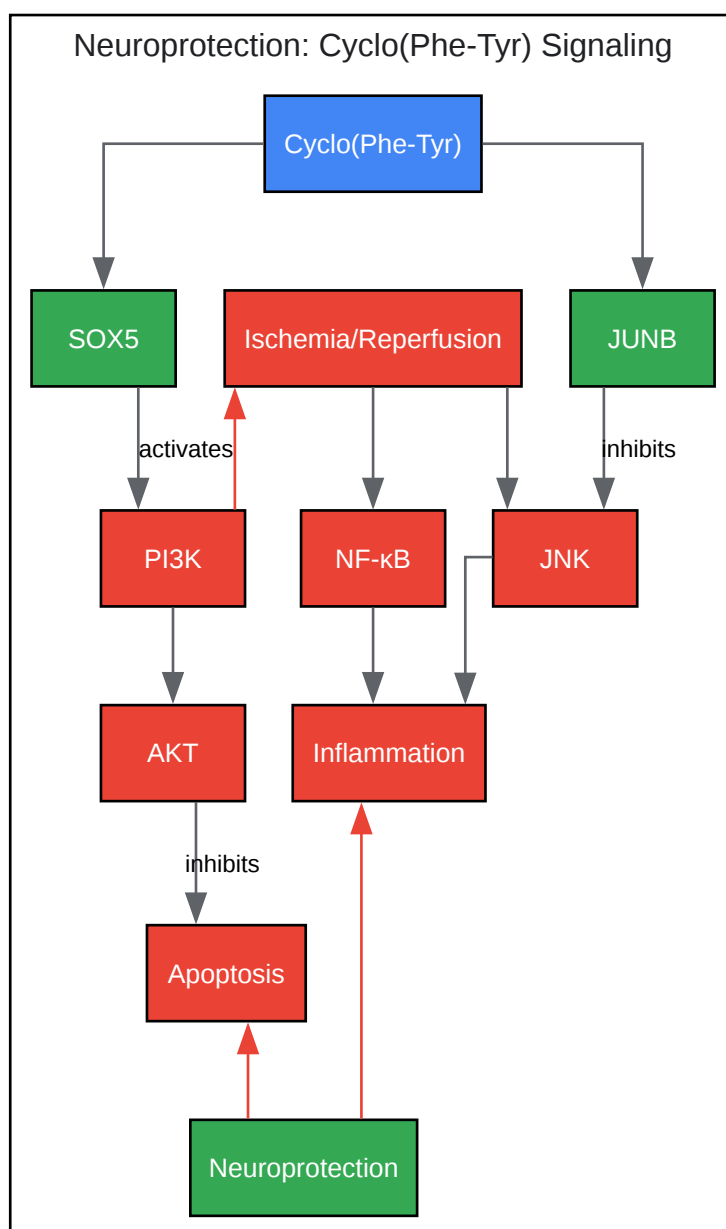 Neuroprotection: Cyclo(Phe-Tyr) Signaling
Cyclo(Phe-Tyr)
SOX5
Ischemia/Reperfusion
JUNB
activates
inhibits
PI3K
NF-κB
JNK
AKT
Inflammation
inhibits
Apoptosis
Neuroprotection